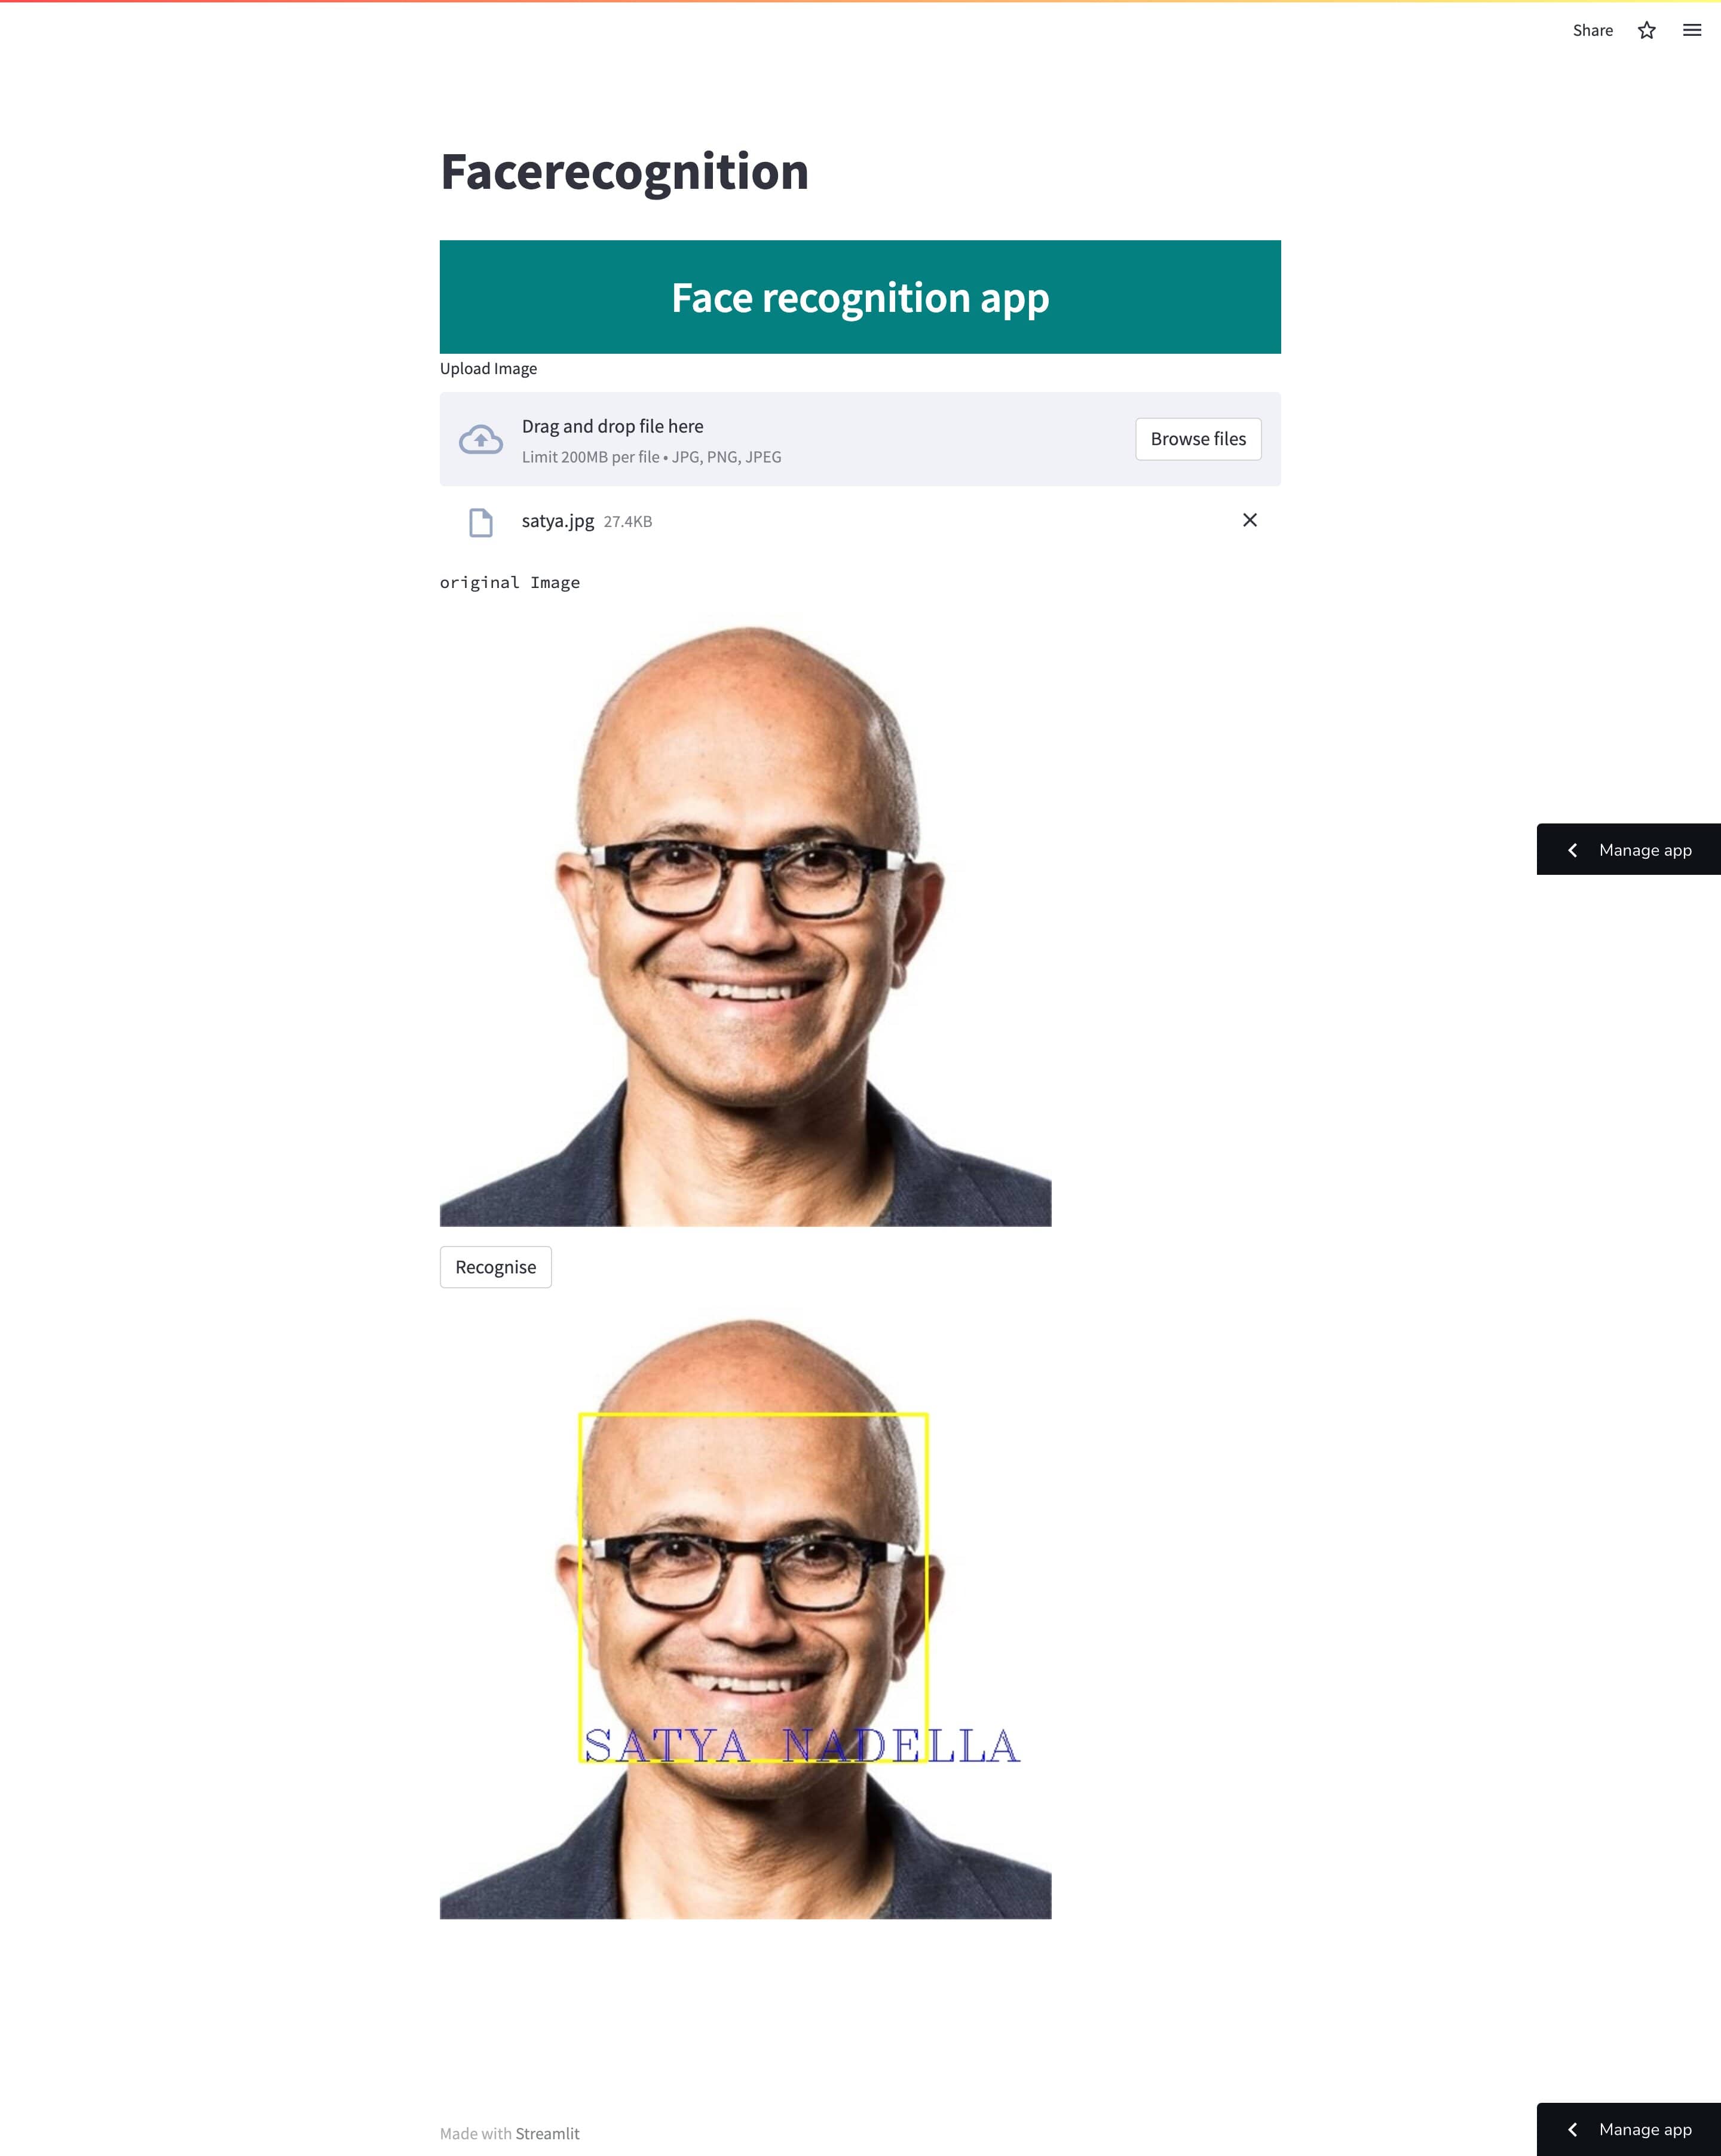 Share
Facerecognition
Face recognition app
Upload Image
Drag and drop file here
Limit 200MB per file • JPG, PNG, JPEG
Browse files
satya.jpg 27.4KB
original Image
Manage app
Recognise
SATYA NADELLA
Made with Streamlit
Manage app